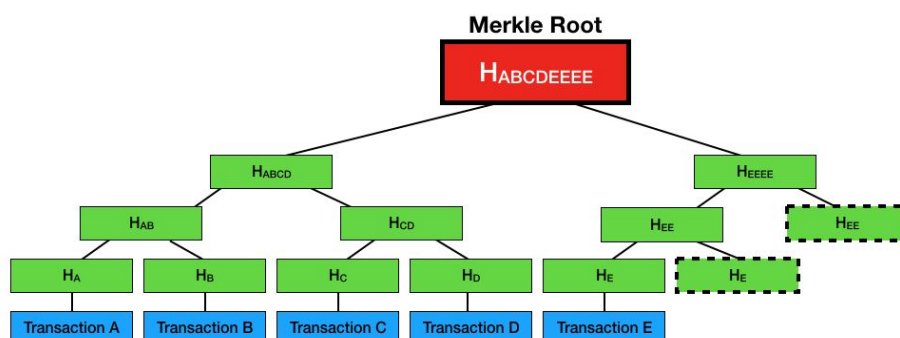 Merkle Root
HABCDEEEE
HABCD
HEEEE
HAB
HCD
HEE
HEE
HA
HB
HC
HD
HE
HE
Transaction A
Transaction B
Transaction C
Transaction D
Transaction E